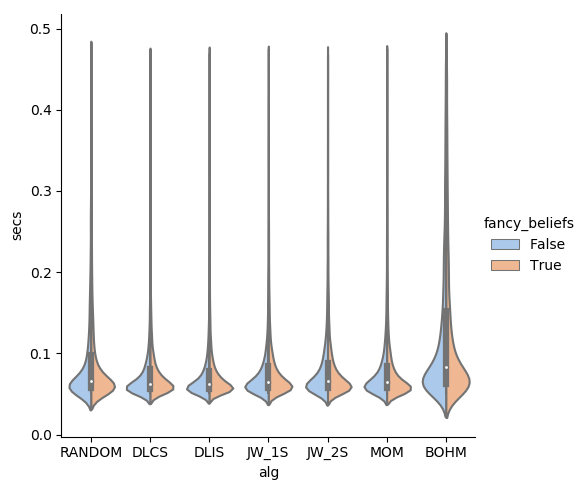 0.5
0.4
0.3
0.2
0.1
0.0
secs
RANDOM DLCS DLIS JW_1S JW_2S MOM BOHM
alg
fancy_beliefs
False
True